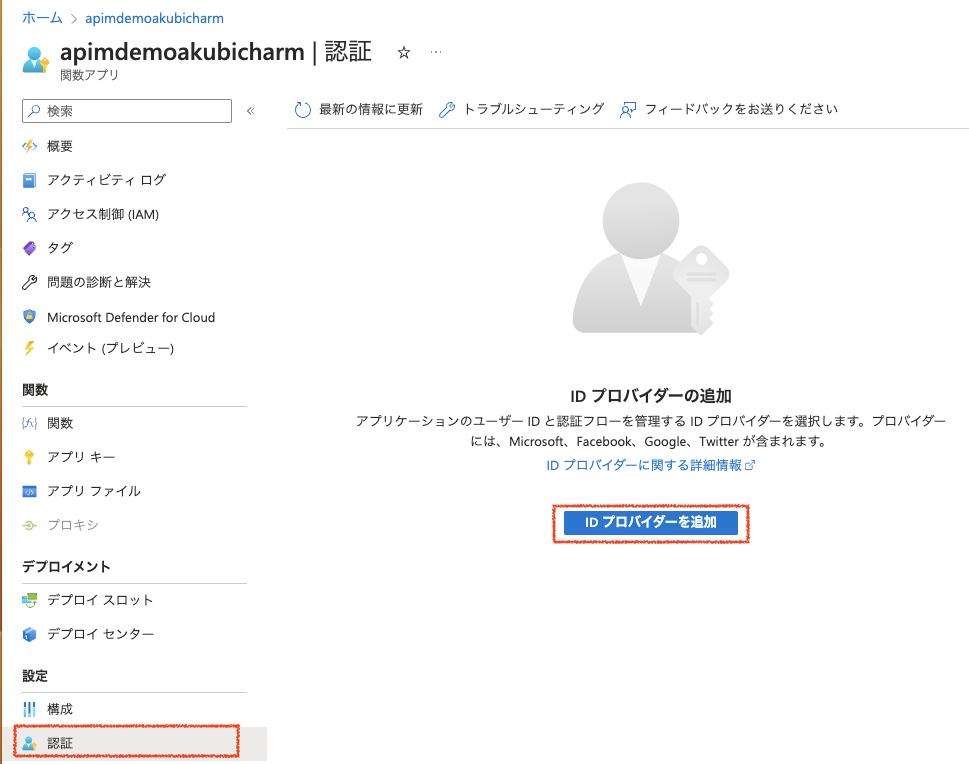 ホーム > apimdemoakubicharm
apimdemoakubicharm | 認証 ☆ …
関数アプリ
検索 «
概要
アクティビティ ログ
アクセス制御 (IAM)
タグ
問題の診断と解決
Microsoft Defender for Cloud
イベント (プレビュー)
関数
関数
アプリ キー
アプリ ファイル
プロキシ
デプロイメント
デプロイ スロット
デプロイ センター
設定
構成
認証
最新の情報に更新 トラブルシューティング フィードバックをお送りください
ID プロバイダーの追加
アプリケーションのユーザー ID と認証フローを管理する ID プロバイダーを選択します。プロバイダー
には、Microsoft、Facebook、Google、Twitter が含まれます。
ID プロバイダーに関する詳細情報
ID プロバイダーを追加